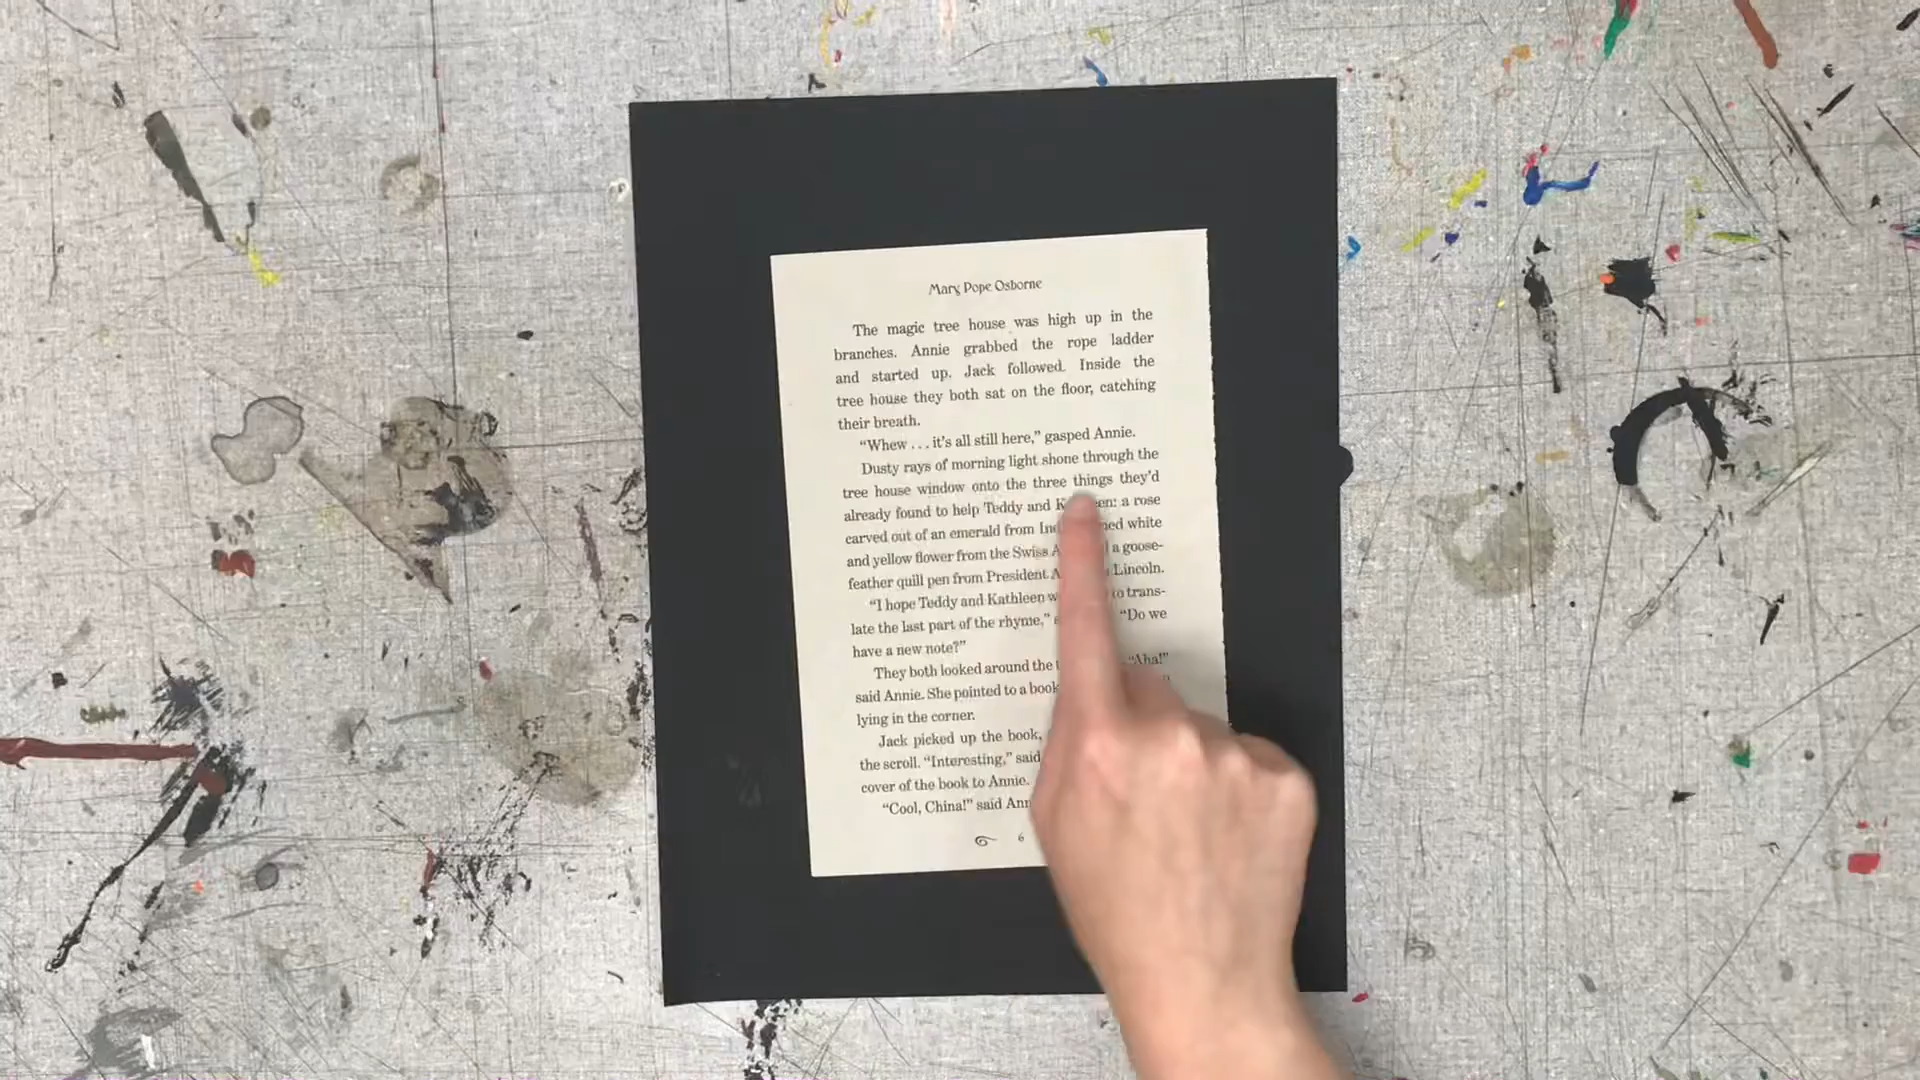 Mary Pope Osborne
The magic tree house was high up in the
branches. Annie grabbed the rope ladder
and started up. Jack followed. Inside the
tree house they both sat on the floor, catching
their breath.
“Whew . . . it’s all still here,” gasped Annie.
Dusty rays of morning light shone through the
tree house window onto the three things they’d
already found to help Teddy and a rose
carved out of an emerald from white
and yellow flower from the Swiss a goose-
feather quill pen from President Lincoln.
“I hope Teddy and Kathleen to trans-
late the last part of the rhyme,” “Do we
have a new note?”
They both looked around the “Aha!”
said Annie. She pointed to a book
lying in the corner.
Jack picked up the book,
the scroll. “Interesting,” said
cover of the book to Annie.
“Cool, China!” said
6